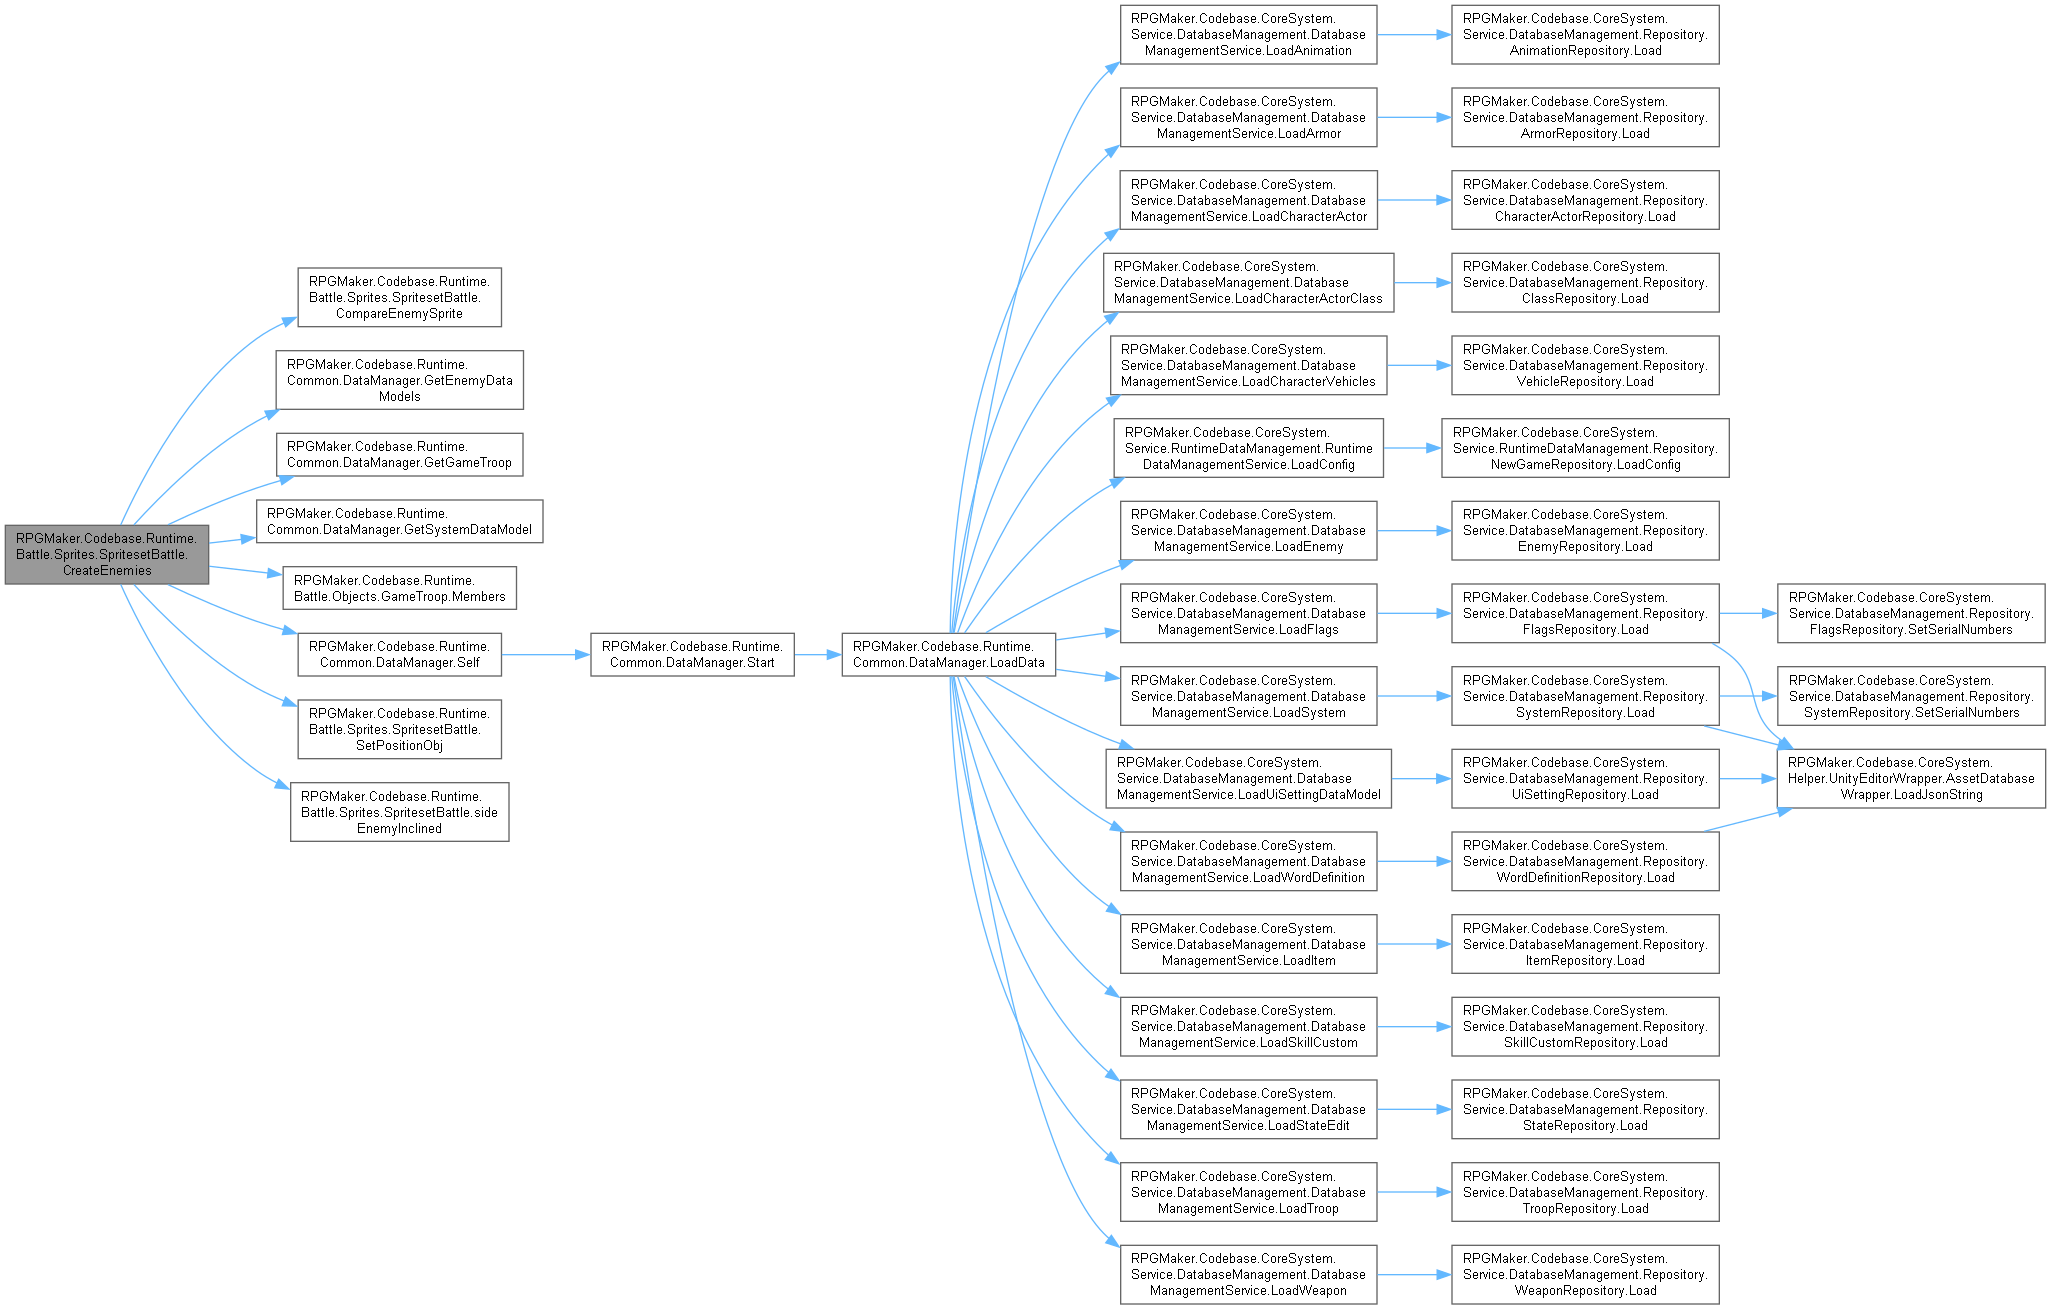 RPGMaker.Codebase.Runtime.
Battle.Sprites.SpritesetBattle.
CreateEnemies
RPGMaker.Codebase.Runtime.
Battle.Sprites.SpritesetBattle.
CompareEnemySprite
RPGMaker.Codebase.Runtime.
Common.DataManager.GetEnemyData
Models
RPGMaker.Codebase.Runtime.
Common.DataManager.GetGameTroop
RPGMaker.Codebase.Runtime.
Common.DataManager.GetSystemDataModel
RPGMaker.Codebase.Runtime.
Battle.Objects.GameTroop.Members
RPGMaker.Codebase.Runtime.
Common.DataManager.Self
RPGMaker.Codebase.Runtime.
Battle.Sprites.SpritesetBattle.
SetPositionObj
RPGMaker.Codebase.Runtime.
Battle.Sprites.SpritesetBattle.side
EnemyInclined
RPGMaker.Codebase.Runtime.
Common.DataManager.Start
RPGMaker.Codebase.Runtime.
Common.DataManager.LoadData
RPGMaker.Codebase.CoreSystem.
Service.DatabaseManagement.Database
ManagementService.LoadAnimation
RPGMaker.Codebase.CoreSystem.
Service.DatabaseManagement.Repository.
AnimationRepository.Load
RPGMaker.Codebase.CoreSystem.
Service.DatabaseManagement.Database
ManagementService.LoadArmor
RPGMaker.Codebase.CoreSystem.
Service.DatabaseManagement.Repository.
ArmorRepository.Load
RPGMaker.Codebase.CoreSystem.
Service.DatabaseManagement.Database
ManagementService.LoadCharacterActor
RPGMaker.Codebase.CoreSystem.
Service.DatabaseManagement.Repository.
CharacterActorRepository.Load
RPGMaker.Codebase.CoreSystem.
Service.DatabaseManagement.Database
ManagementService.LoadCharacterActorClass
RPGMaker.Codebase.CoreSystem.
Service.DatabaseManagement.Repository.
ClassRepository.Load
RPGMaker.Codebase.CoreSystem.
Service.DatabaseManagement.Database
ManagementService.LoadCharacterVehicles
RPGMaker.Codebase.CoreSystem.
Service.DatabaseManagement.Repository.
VehicleRepository.Load
RPGMaker.Codebase.CoreSystem.
Service.RuntimeDataManagement.Runtime
DataManagementService.LoadConfig
RPGMaker.Codebase.CoreSystem.
Service.RuntimeDataManagement.Repository.
NewGameRepository.LoadConfig
RPGMaker.Codebase.CoreSystem.
Service.DatabaseManagement.Database
ManagementService.LoadEnemy
RPGMaker.Codebase.CoreSystem.
Service.DatabaseManagement.Repository.
EnemyRepository.Load
RPGMaker.Codebase.CoreSystem.
Service.DatabaseManagement.Database
ManagementService.LoadFlags
RPGMaker.Codebase.CoreSystem.
Service.DatabaseManagement.Repository.
FlagsRepository.Load
RPGMaker.Codebase.CoreSystem.
Service.DatabaseManagement.Repository.
FlagsRepository.SetSerialNumbers
RPGMaker.Codebase.CoreSystem.
Service.DatabaseManagement.Database
ManagementService.LoadSystem
RPGMaker.Codebase.CoreSystem.
Service.DatabaseManagement.Repository.
SystemRepository.Load
RPGMaker.Codebase.CoreSystem.
Service.DatabaseManagement.Repository.
SystemRepository.SetSerialNumbers
RPGMaker.Codebase.CoreSystem.
Service.DatabaseManagement.Database
ManagementService.LoadUiSettingDataModel
RPGMaker.Codebase.CoreSystem.
Service.DatabaseManagement.Repository.
UiSettingRepository.Load
RPGMaker.Codebase.CoreSystem.
Helper.UnityEditorWrapper.AssetDatabase
Wrapper.LoadJsonString
RPGMaker.Codebase.CoreSystem.
Service.DatabaseManagement.Database
ManagementService.LoadWordDefinition
RPGMaker.Codebase.CoreSystem.
Service.DatabaseManagement.Repository.
WordDefinitionRepository.Load
RPGMaker.Codebase.CoreSystem.
Service.DatabaseManagement.Database
ManagementService.LoadItem
RPGMaker.Codebase.CoreSystem.
Service.DatabaseManagement.Repository.
ItemRepository.Load
RPGMaker.Codebase.CoreSystem.
Service.DatabaseManagement.Database
ManagementService.LoadSkillCustom
RPGMaker.Codebase.CoreSystem.
Service.DatabaseManagement.Repository.
SkillCustomRepository.Load
RPGMaker.Codebase.CoreSystem.
Service.DatabaseManagement.Database
ManagementService.LoadStateEdit
RPGMaker.Codebase.CoreSystem.
Service.DatabaseManagement.Repository.
StateRepository.Load
RPGMaker.Codebase.CoreSystem.
Service.DatabaseManagement.Database
ManagementService.LoadTroop
RPGMaker.Codebase.CoreSystem.
Service.DatabaseManagement.Repository.
TroopRepository.Load
RPGMaker.Codebase.CoreSystem.
Service.DatabaseManagement.Database
ManagementService.LoadWeapon
RPGMaker.Codebase.CoreSystem.
Service.DatabaseManagement.Repository.
WeaponRepository.Load